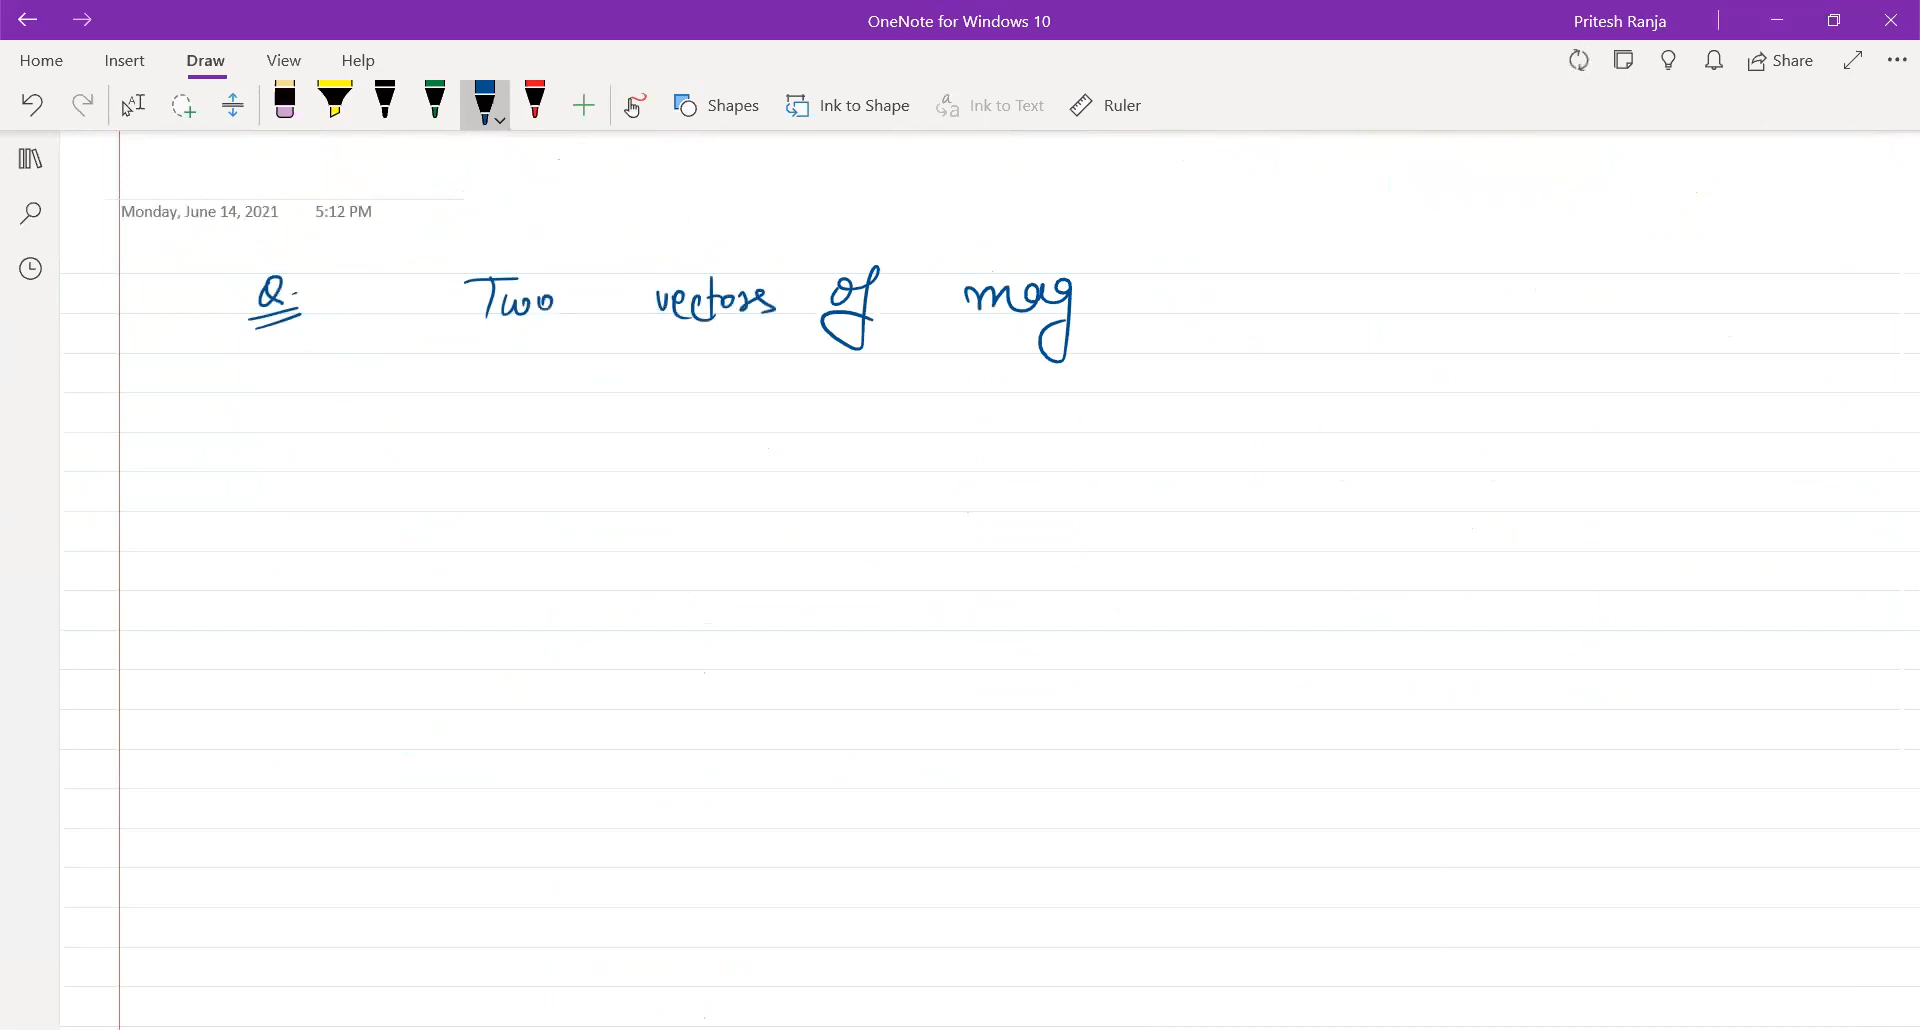 OneNote for Windows 10
Pritesh Ranja
Home Insert Draw View Help
Share
Shapes Ink to Shape Ink to Text Ruler
Monday, June 14, 2021 5:12 PM
Q. Two vectors of mag